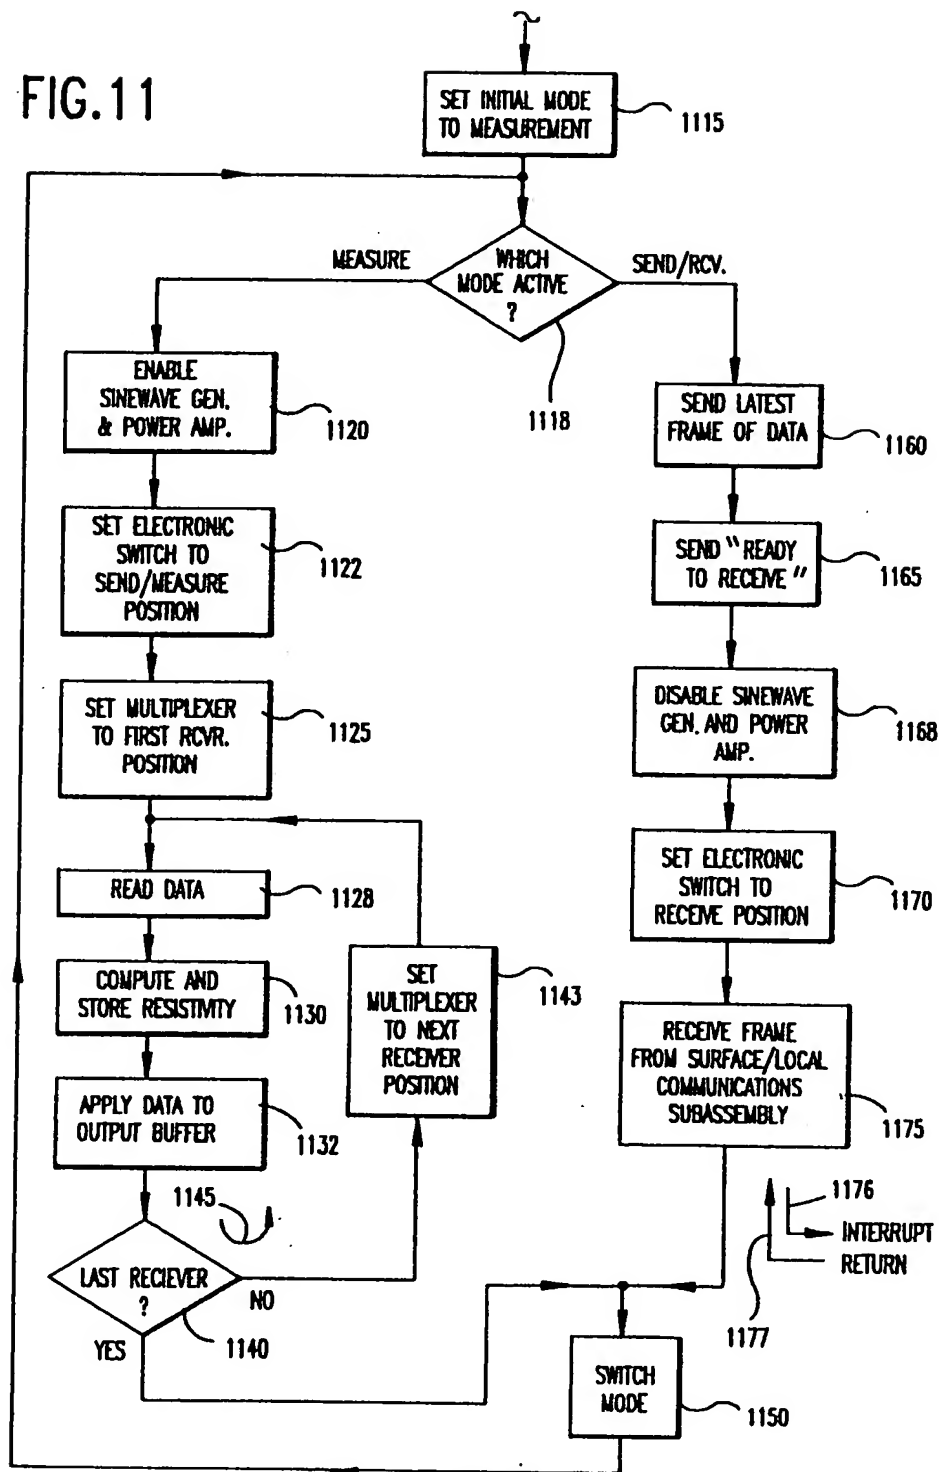 FIG.11
SET INITIAL MODE
TO MEASUREMENT
1115
WHICH
MODE ACTIVE
?
1118
MEASURE
SEND/RCV.
ENABLE
SINEWAVE GEN.
& POWER AMP.
1120
SET ELECTRONIC
SWITCH TO
SEND/MEASURE
POSITION
1122
SET MULTIPLEXER
TO FIRST RCVR.
POSITION
1125
READ DATA
1128
COMPUTE AND
STORE RESISTIVITY
1130
APPLY DATA TO
OUTPUT BUFFER
1132
SET
MULTIPLEXER
TO NEXT
RECEIVER
POSITION
1143
1145
LAST RECIEVER
?
NO
YES
1140
SEND LATEST
FRAME OF DATA
1160
SEND "READY
TO RECEIVE"
1165
DISABLE SINEWAVE
GEN. AND POWER
AMP.
1168
SET ELECTRONIC
SWITCH TO
RECEIVE POSITION
1170
RECEIVE FRAME
FROM SURFACE/LOCAL
COMMUNICATIONS
SUBASSEMBLY
1175
1176
INTERRUPT
RETURN
1177
SWITCH
MODE
1150